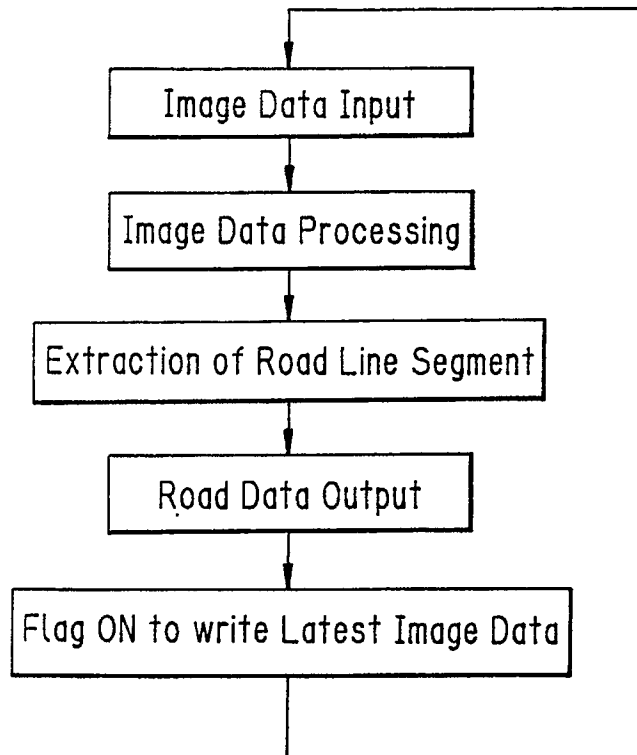 Image Data Input
Image Data Processing
Extraction of Road Line Segment
Road Data Output
Flag ON to write Latest Image Data